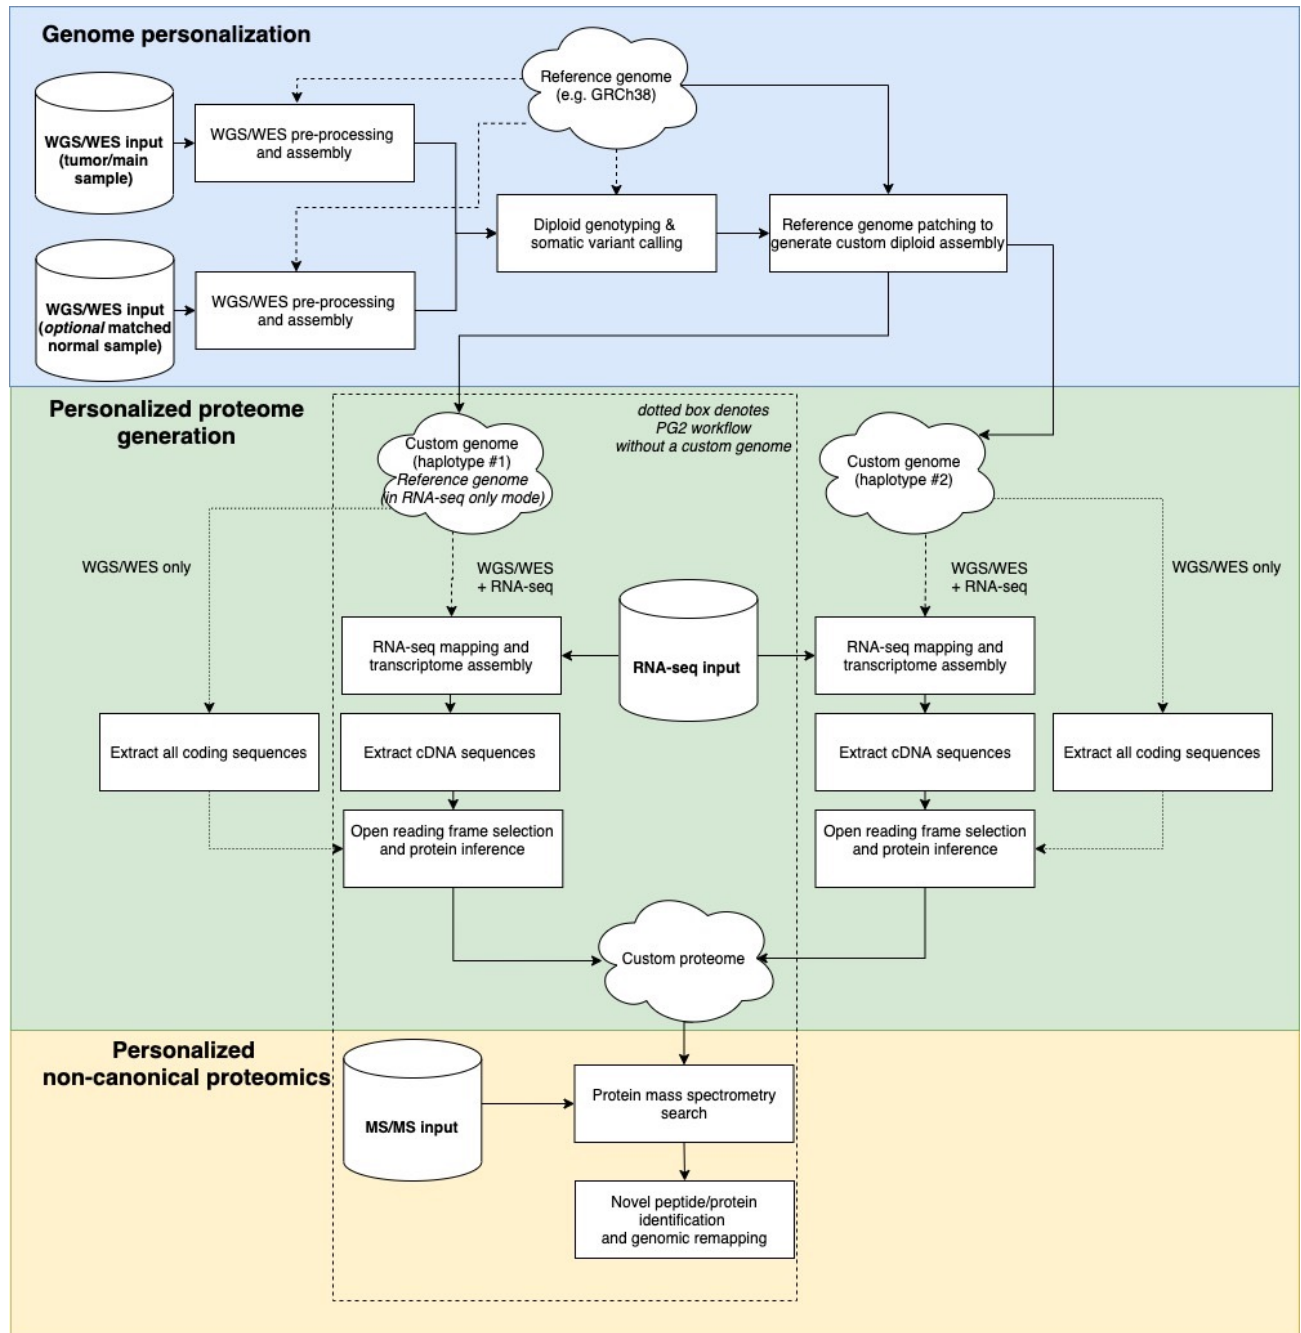 Genome personalization
Reference genome
(e.g. GRCh38)
WGS/WES input
(tumor/main
sample)
WGS/WES pre-processing
and assembly
Diploid genotyping &
somatic variant calling
Reference genome patching to
generate custom diploid assembly
WGS/WES input
(optional matched
normal sample)
WGS/WES pre-processing
and assembly
Personalized proteome
generation
dotted box denotes
PG2 workflow
without a custom genome
Custom genome
(haplotype #1)
Reference genome
(in RNA-seq only mode)
Custom genome
(haplotype #2)
WGS/WES only
WGS/WES
+ RNA-seq
WGS/WES
+ RNA-seq
WGS/WES only
RNA-seq mapping and
transcriptome assembly
RNA-seq input
RNA-seq mapping and
transcriptome assembly
Extract all coding sequences
Extract cDNA sequences
Extract cDNA sequences
Extract all coding sequences
Open reading frame selection
and protein inference
Open reading frame selection
and protein inference
Custom proteome
Personalized
non-canonical proteomics
MS/MS input
Protein mass spectrometry
search
Novel peptide/protein
identification
and genomic remapping